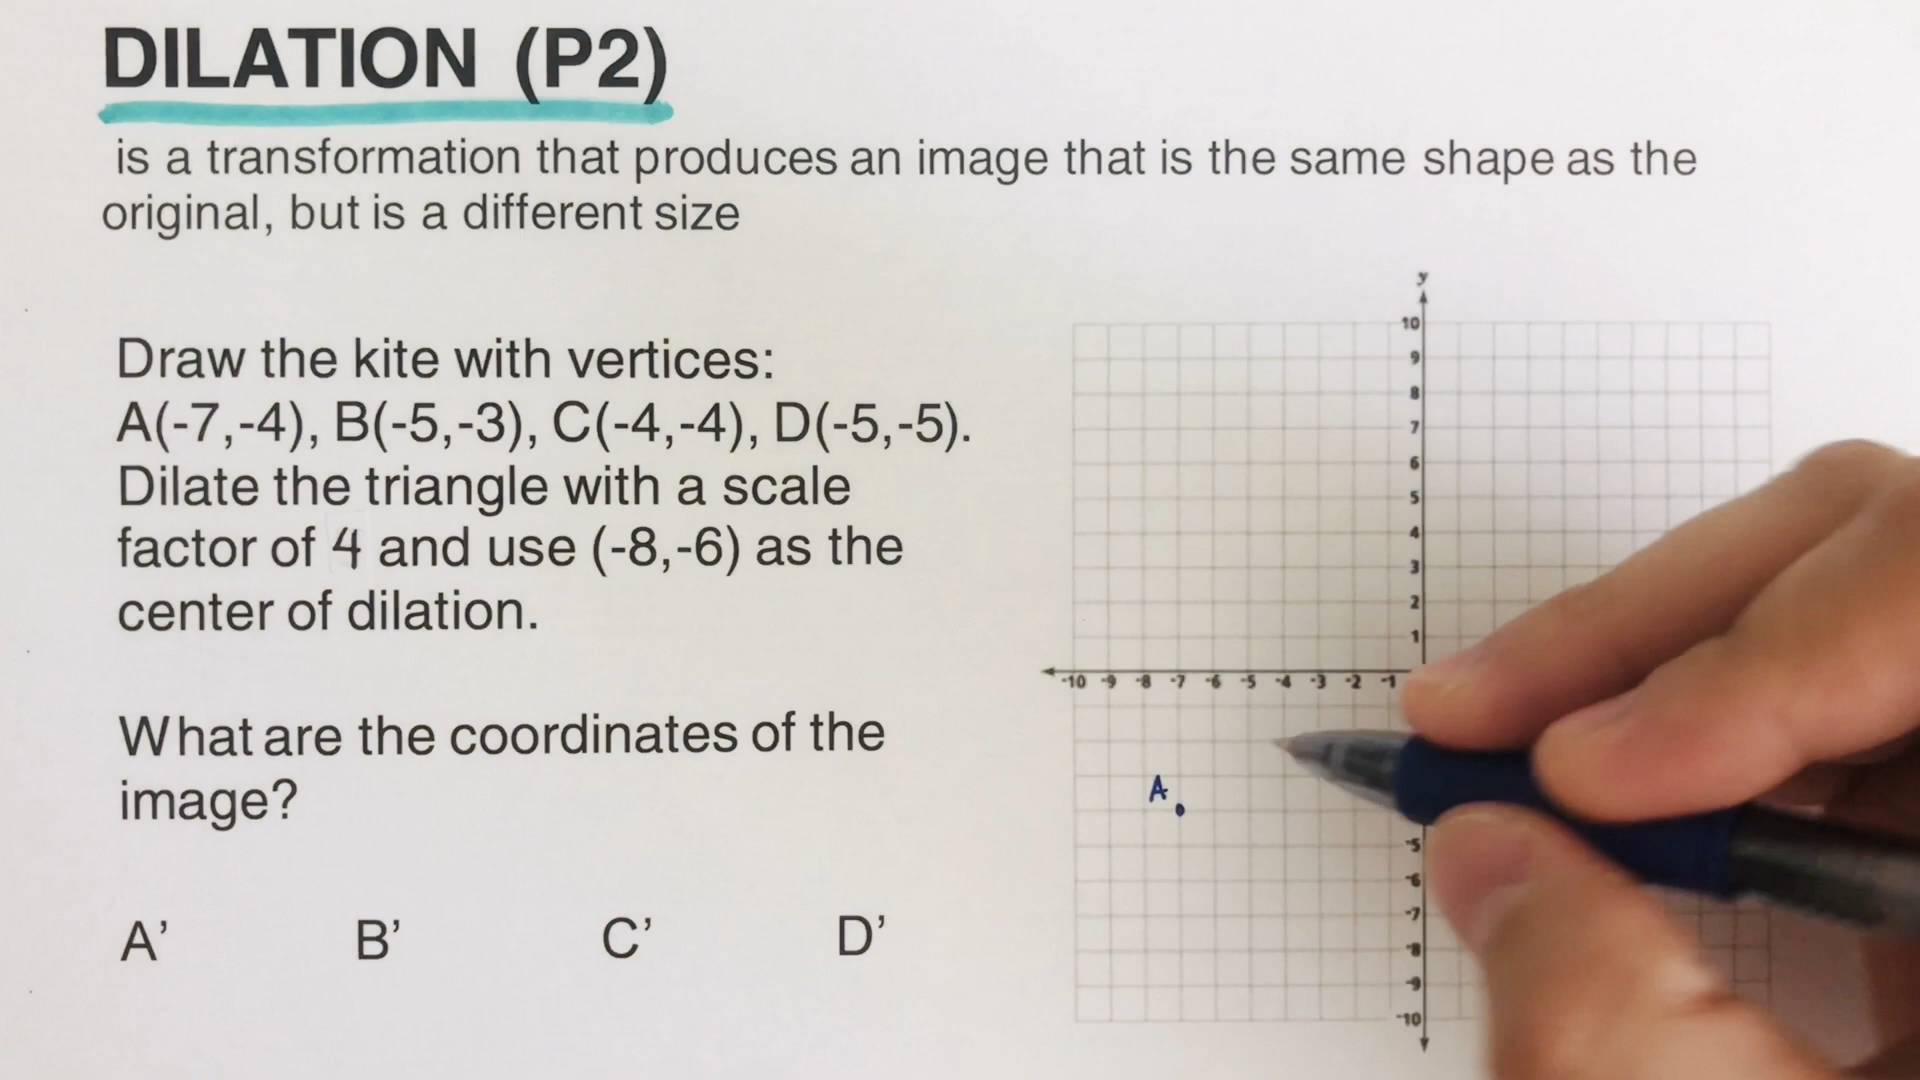 DILATION (P2)
is a transformation that produces an image that is the same shape as the
original, but is a different size
Draw the kite with vertices:
A(-7,-4), B(-5,-3), C(-4,-4), D(-5,-5).
Dilate the triangle with a scale
factor of 4 and use (-8,-6) as the
center of dilation.
What are the coordinates of the
image?
A’ B’ C’ D’
y
10
9
8
7
6
5
4
3
2
1
-10 -9 -8 -7 -6 -5 -4 -3 -2 -1
A
-5
-6
-7
-8
-9
-10